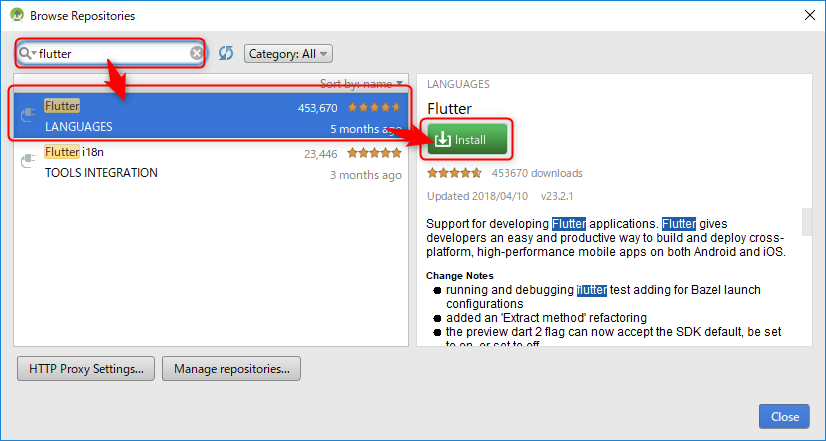 Browse Repositories
flutter
Category: All
Sort by: name
Flutter
453,670
LANGUAGES
5 months ago
Flutter i18n
23,446
TOOLS INTEGRATION
3 months ago
LANGUAGES
Flutter
Install
453670 downloads
Updated 2018/04/10 v23.2.1
Support for developing Flutter applications. Flutter gives
developers an easy and productive way to build and deploy cross-
platform, high-performance mobile apps on both Android and iOS.
Change Notes
running and debugging flutter test adding for Bazel launch
configurations
added an 'Extract method' refactoring
the preview dart 2 flag can now accept the SDK default, be set
to on, or set to off
HTTP Proxy Settings...
Manage repositories...
Close